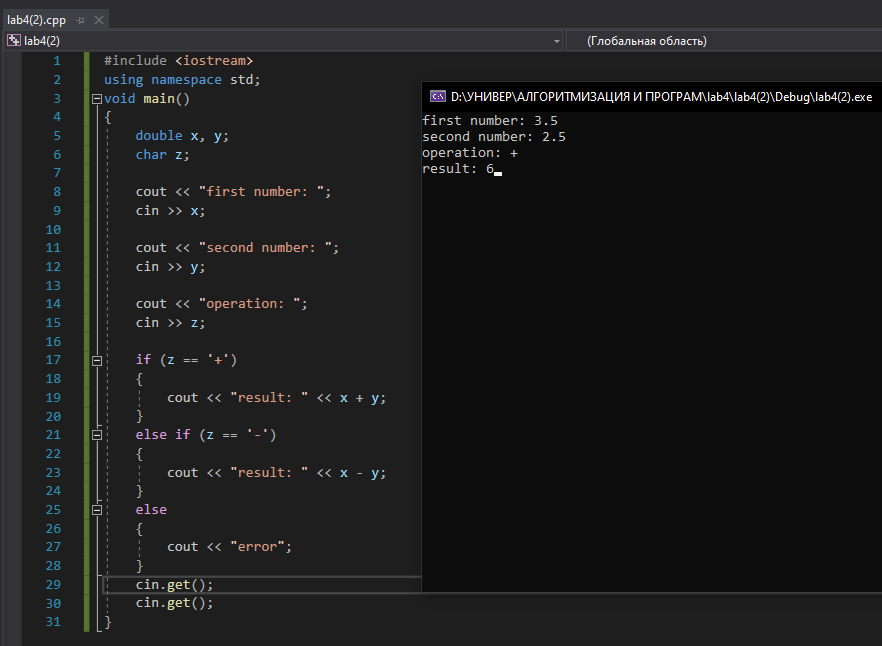 lab4(2).cpp
lab4(2)
(Глобальная область)
1 #include <iostream>
2 using namespace std;
3 void main()
4 {
5 double x, y;
6 char z;
7
8 cout << "first number: ";
9 cin >> x;
10
11 cout << "second number: ";
12 cin >> y;
13
14 cout << "operation: ";
15 cin >> z;
16
17 if (z == '+')
18 {
19 cout << "result: " << x + y;
20 }
21 else if (z == '-')
22 {
23 cout << "result: " << x - y;
24 }
25 else
26 {
27 cout << "error";
28 }
29 cin.get();
30 cin.get();
31 }
C:\ D:\УНИВЕР\АЛГОРИТМИЗАЦИЯ И ПРОГРАМ\lab4\lab4(2)\Debug\lab4(2).exe
first number: 3.5
second number: 2.5
operation: +
result: 6